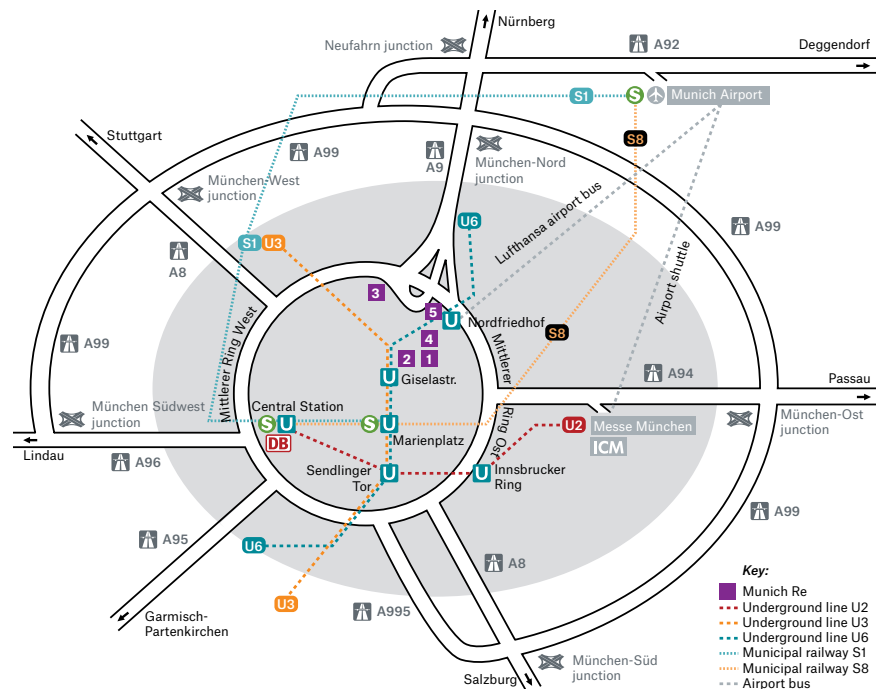 Nürnberg
Neufahrn junction
A92
Deggendorf
S1
S
Munich Airport
Stuttgart
A99
A9
München-Nord
junction
S8
München-West
junction
U6
Lufthansa airport bus
A99
S1
U3
A8
3
5
U
Nordfriedhof
Airport shuttle
S8
4
2
1
Mittlerer Ring West
A99
U
Giselastr.
Mittlerer
Ring Ost
A94
Passau
München Südwest
junction
Central Station
S
U
S
U
Marienplatz
DB
U2
Messe München
ICM
München-Ost
junction
Lindau
A96
Sendlinger
Tor
U
U
Innsbrucker
Ring
A95
U6
A99
A8
U3
A995
Garmisch-
Partenkirchen
München-Süd
junction
Salzburg
Key:
Munich Re
Underground line U2
Underground line U3
Underground line U6
Municipal railway S1
Municipal railway S8
Airport bus